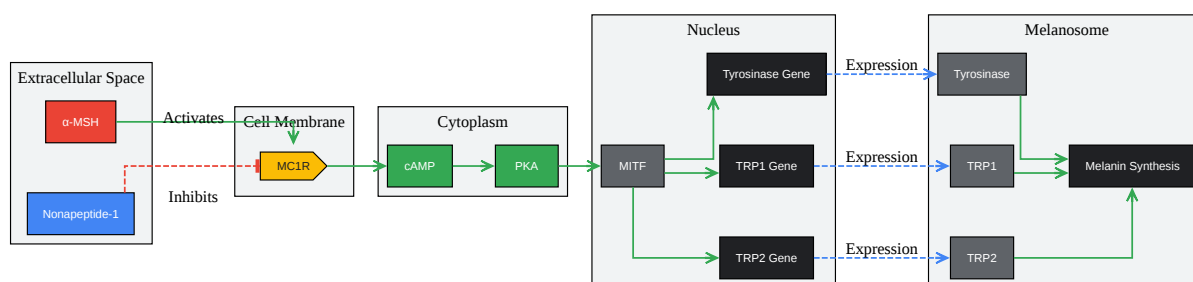 Extracellular Space
α-MSH
Nonapeptide-1
Activates
Inhibits
Cell Membrane
MC1R
Cytoplasm
cAMP
PKA
Nucleus
MITF
Tyrosinase Gene
TRP1 Gene
TRP2 Gene
Expression
Expression
Expression
Melanosome
Tyrosinase
TRP1
TRP2
Melanin Synthesis